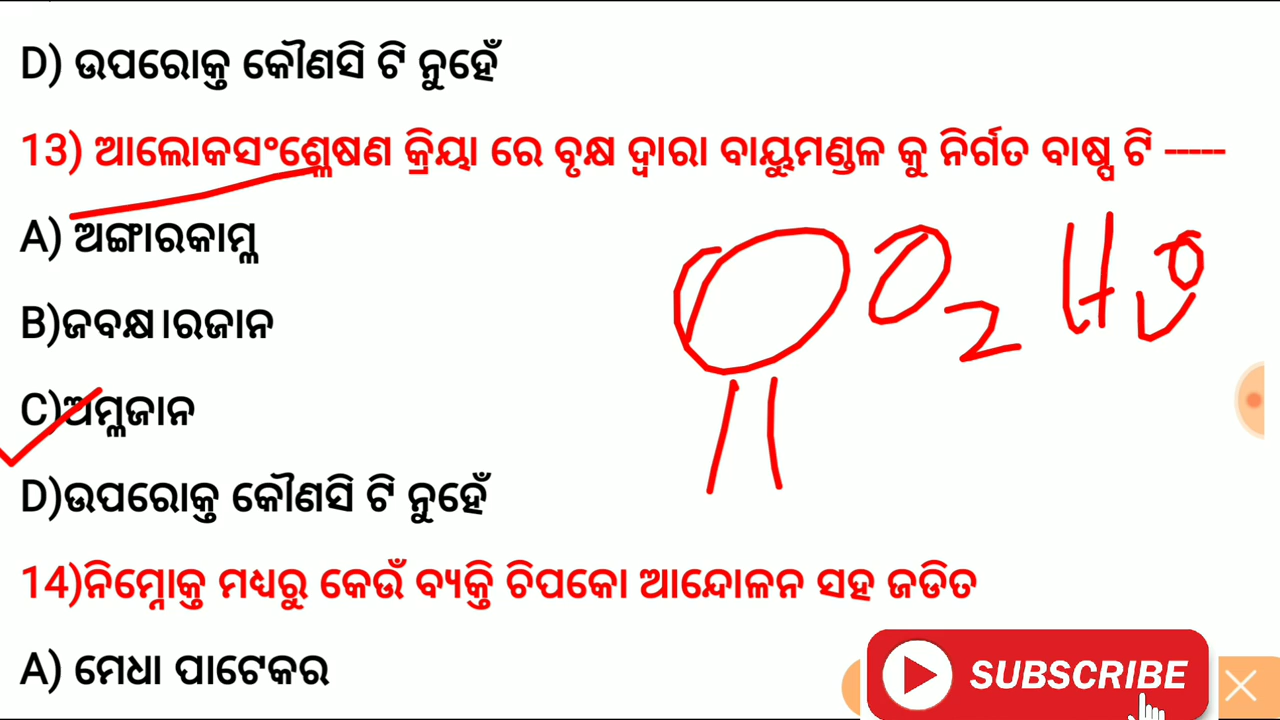 D) ଉପରୋକ୍ତ କୌଣସି ଟି ନୁହେଁ
13) ଆଲୋକସଂଶ୍ଳେଷଣ କ୍ରିୟା ରେ ବୃକ୍ଷ ଦ୍ୱାରା ବାୟୁମଣ୍ଡଳ କୁ ନିର୍ଗତ ବାଷ୍ପ ଟି -----
A) ଅଙ୍ଗାରକାମ୍ଳ
B)ଜବକ୍ଷାରଜାନ
C)ଅମ୍ଳଜାନ
O2
D)ଉପରୋକ୍ତ କୌଣସି ଟି ନୁହେଁ
14)ନିମ୍ନୋକ୍ତ ମଧ୍ୟରୁ କେଉଁ ବ୍ୟକ୍ତି ଚିପକୋ ଆନ୍ଦୋଳନ ସହ ଜଡିତ
A) ମେଧା ପାଟେକର
SUBSCRIBE